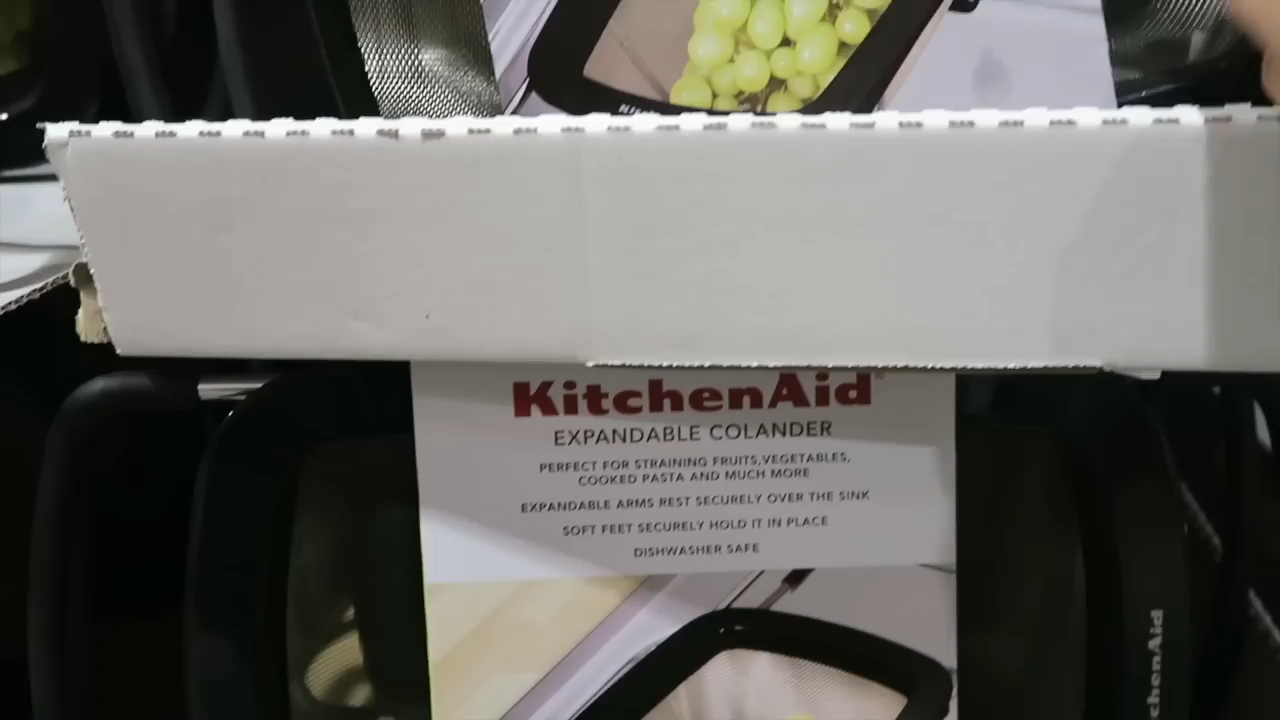 KitchenAid
EXPANDABLE COLANDER
PERFECT FOR STRAINING FRUITS, VEGETABLES,
COOKED PASTA AND MUCH MORE
EXPANDABLE ARMS REST SECURELY OVER THE SINK
SOFT FEET SECURELY HOLD IT IN PLACE
DISHWASHER SAFE
chenAid